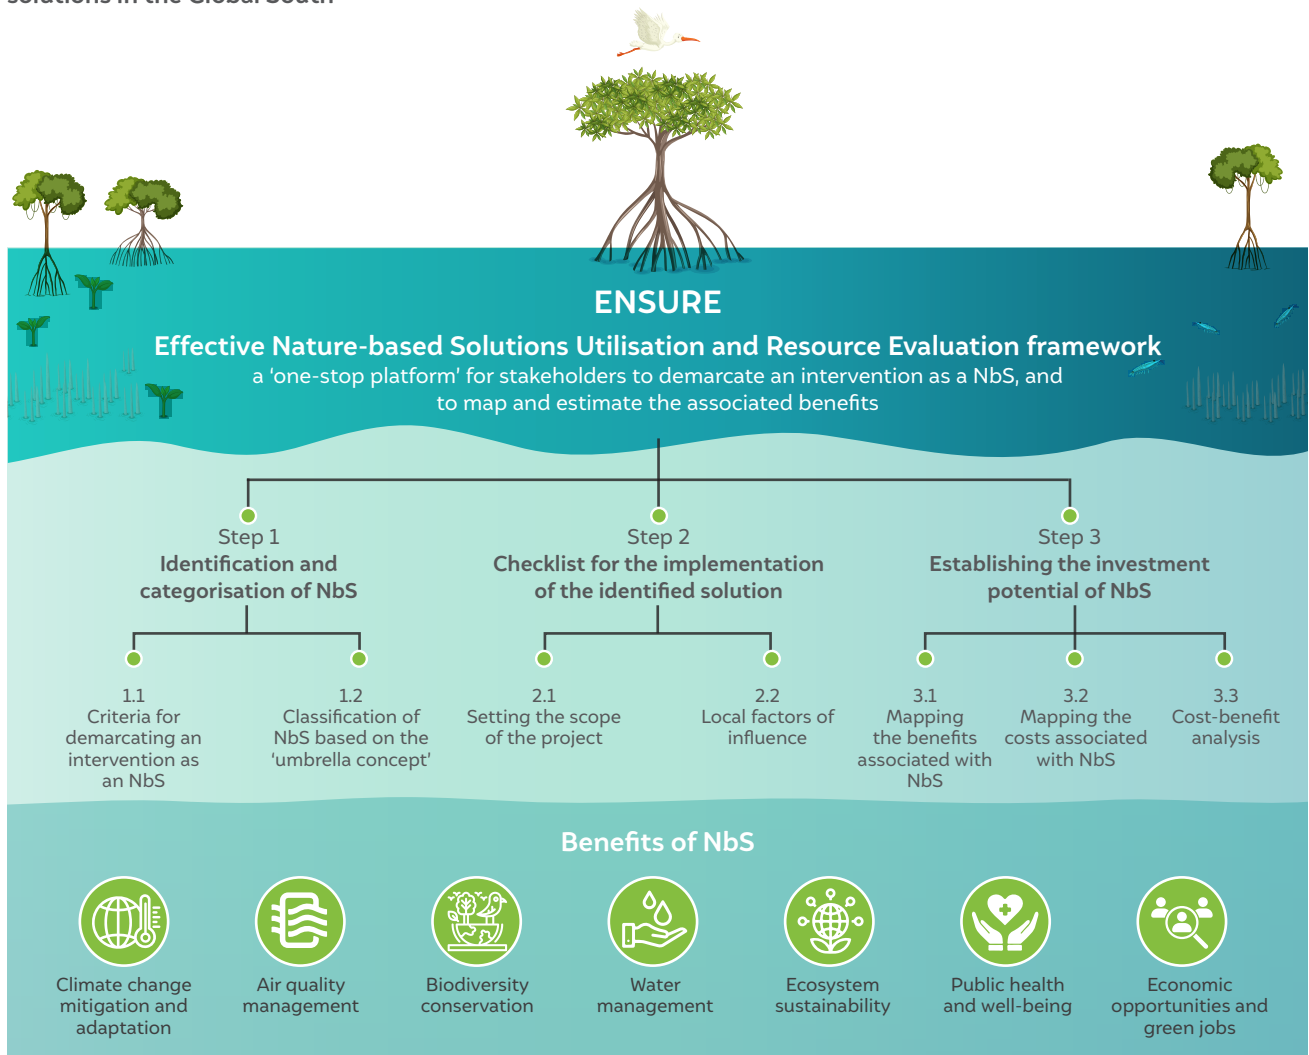 solutions in the Global South
ENSURE
Effective Nature-based Solutions Utilisation and Resource Evaluation framework
a ‘one-stop platform’ for stakeholders to demarcate an intervention as a NbS, and
to map and estimate the associated benefits
Step 1
Identification and
categorisation of NbS
Step 2
Checklist for the implementation
of the identified solution
Step 3
Establishing the investment
potential of NbS
1.1
Criteria for
demarcating an
intervention as
an NbS
1.2
Classification of
NbS based on the
‘umbrella concept’
2.1
Setting the scope
of the project
2.2
Local factors of
influence
3.1
Mapping
the benefits
associated with
NbS
3.2
Mapping the
costs associated
with NbS
3.3
Cost-benefit
analysis
Benefits of NbS
Climate change
mitigation and
adaptation
Air quality
management
Biodiversity
conservation
Water
management
Ecosystem
sustainability
Public health
and well-being
Economic
opportunities and
green jobs